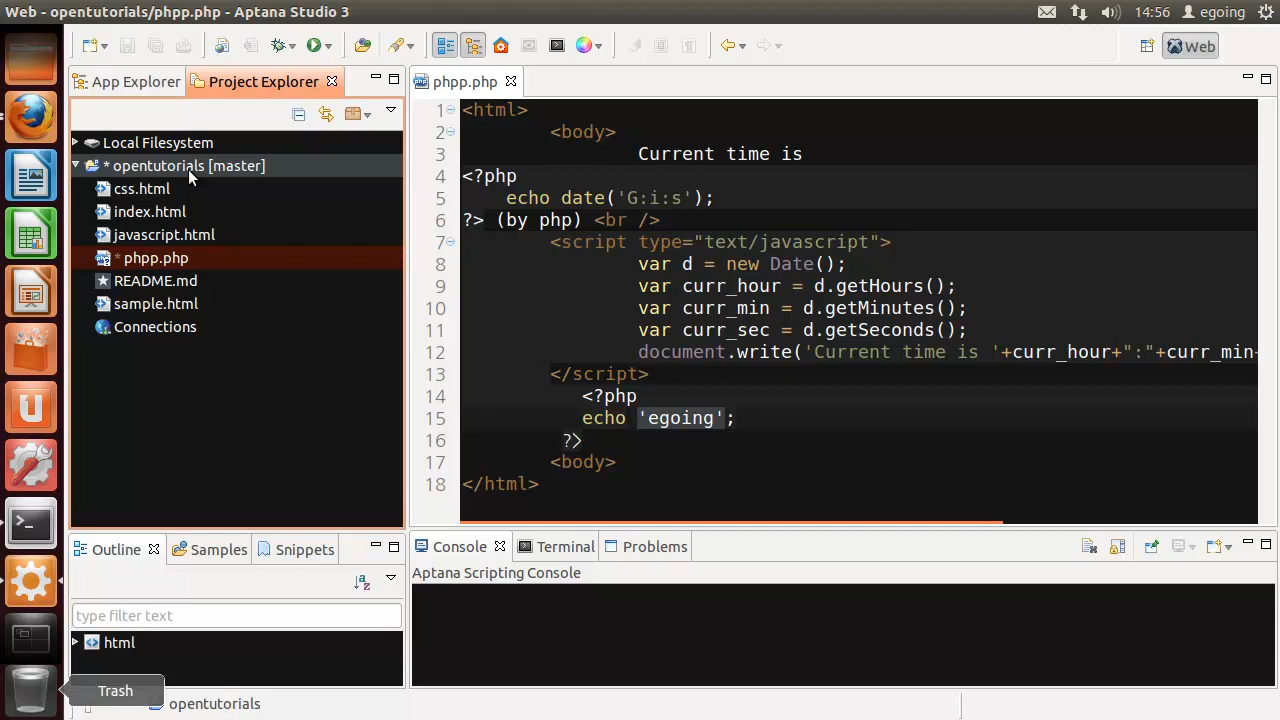 Web - opentutorials/phpp.php - Aptana Studio 3
14:56
egoing
Web
App Explorer
Project Explorer
phpp.php
Local Filesystem
* opentutorials [master]
css.html
index.html
javascript.html
* phpp.php
README.md
sample.html
Connections
1 <html>
2 <body>
3 Current time is
4 <?php
5 echo date('G:i:s');
6 ?> (by php) <br />
7 <script type="text/javascript">
8 var d = new Date();
9 var curr_hour = d.getHours();
10 var curr_min = d.getMinutes();
11 var curr_sec = d.getSeconds();
12 document.write('Current time is '+curr_hour+":"+curr_min+
13 </script>
14 <?php
15 echo 'egoing';
16 ?>
17 <body>
18 </html>
Outline
Samples
Snippets
type filter text
html
Console
Terminal
Problems
Aptana Scripting Console
Trash
opentutorials